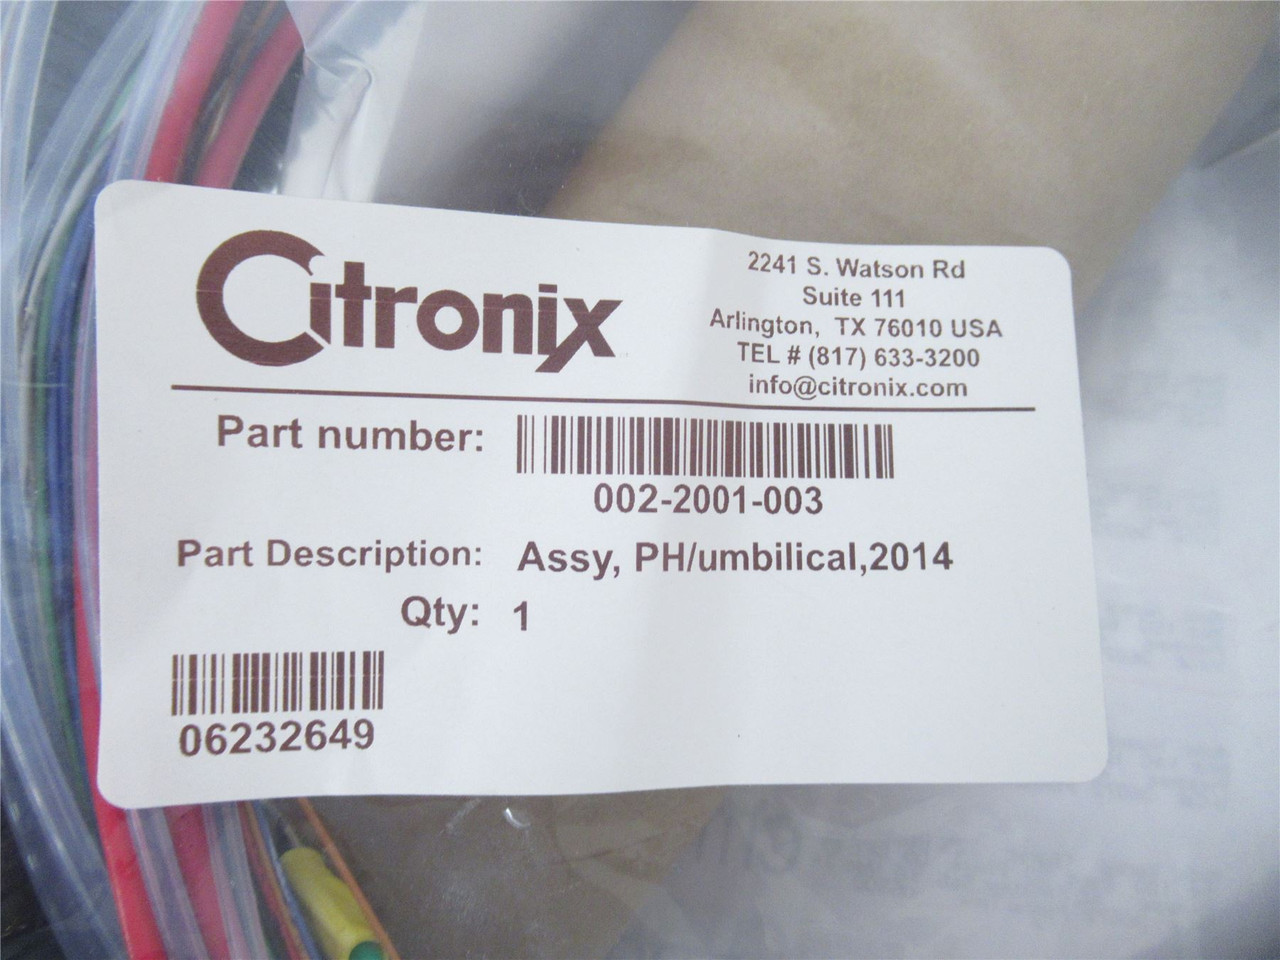 Citronix
2241 S. Watson Rd
Suite 111
Arlington, TX 76010 USA
TEL # (817) 633-3200
info@citronix.com
Part number:
002-2001-003
Part Description: Assy, PH/umbilical,2014
Qty: 1
06232649